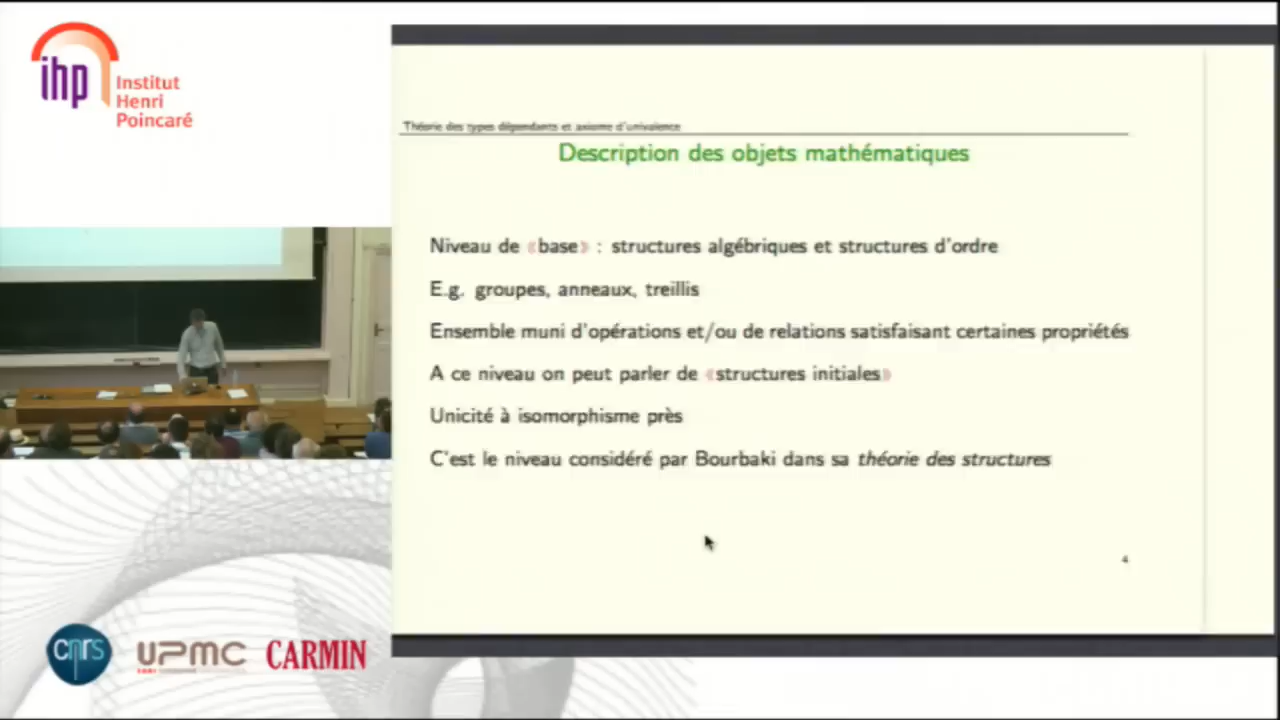 ihp
Institut
Henri
Poincaré
Théorie des types dépendants et axiome d'univalence
Description des objets mathématiques
Niveau de «base» : structures algébriques et structures d'ordre
E.g. groupes, anneaux, treillis
Ensemble muni d'opérations et/ou de relations satisfaisant certaines propriétés
A ce niveau on peut parler de «structures initiales»
Unicité à isomorphisme près
C'est le niveau considéré par Bourbaki dans sa théorie des structures
4
cnrs
UPMC
CARMIN